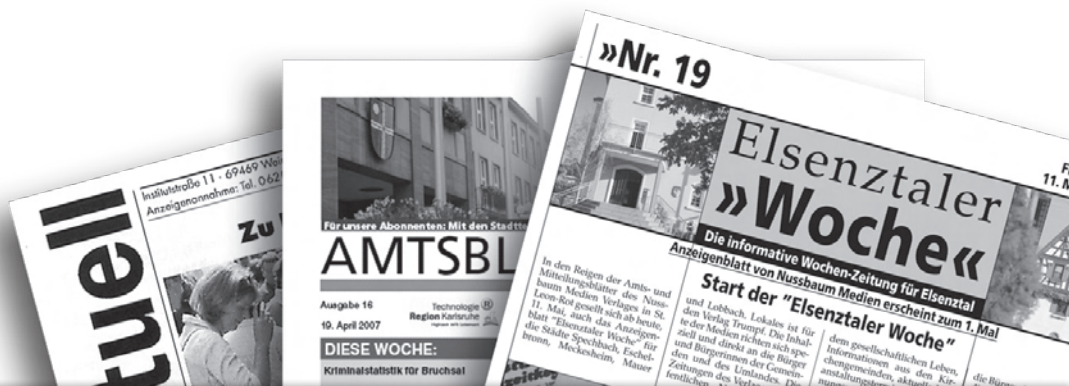 tuell
Institutstraße 11 · 69469
Anzeigenannahme: Tel.
Zu
Für unsere Abonnenten: Mit den
AMTSBL
Ausgabe 16
19. April 2007
Technologie
Region Karlsruhe
DIESE WOCHE:
Kriminalstatistik für Bruchsal
»Nr. 19
11.
Elsenztaler
»Woche«
Die informative Wochen-Zeitung für Elsenztal
Anzeigenblatt von Nussbaum Medien erscheint zum 1. Mal
Start der "Elsenztaler Woche"
In den Reigen der Amts- und
Mitteilungsblätter des Nuss-
baum Medien Verlages in St.
Leon-Rot gesellt sich ab heute,
11. Mai, auch das Anzeigen-
blatt "Elsenztaler Woche" für
die Städte Spechbach, Eschel-
bronn, Meckesheim, Mauer
und Lobbach. Lokales ist für
den Verlag Trumpf. Die Inhal-
te der Medien richten sich spe-
ziell und direkt an die Bürger
und Bürgerinnen der Gemein-
den und des Umlandes. Die
Zeitungen des
dem gesellschaftlichen Leben,
Informationen aus den Kir-
chengemeinden,